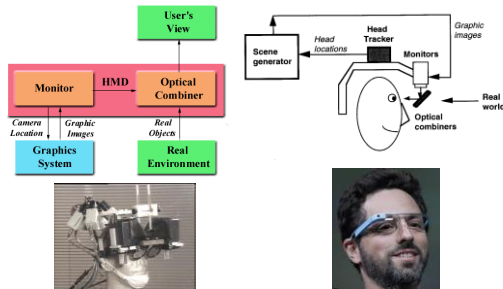 User's
View
Monitor
HMD
Optical
Combiner
Camera
Location
Graphic
Images
Real
Objects
Graphics
System
Real
Environment
Scene
generator
Head
locations
Head
Tracker
Graphic
images
Monitors
Real
world
Optical
combiners